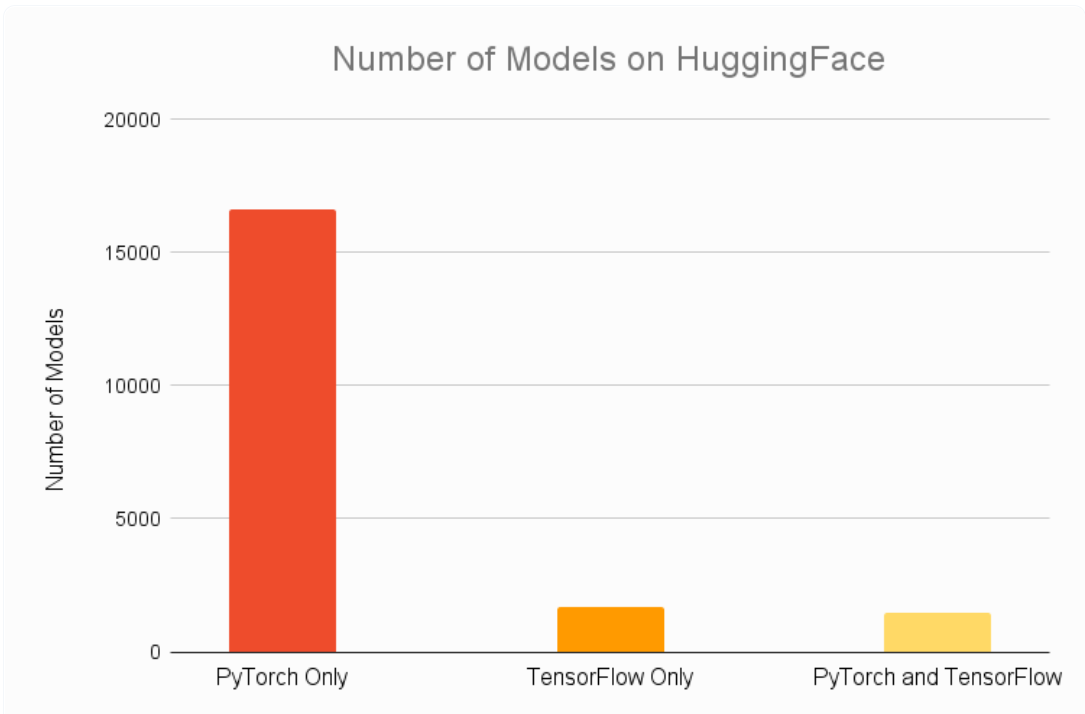 Number of Models on HuggingFace
20000
15000
10000
5000
0
Number of Models
PyTorch Only
TensorFlow Only
PyTorch and TensorFlow